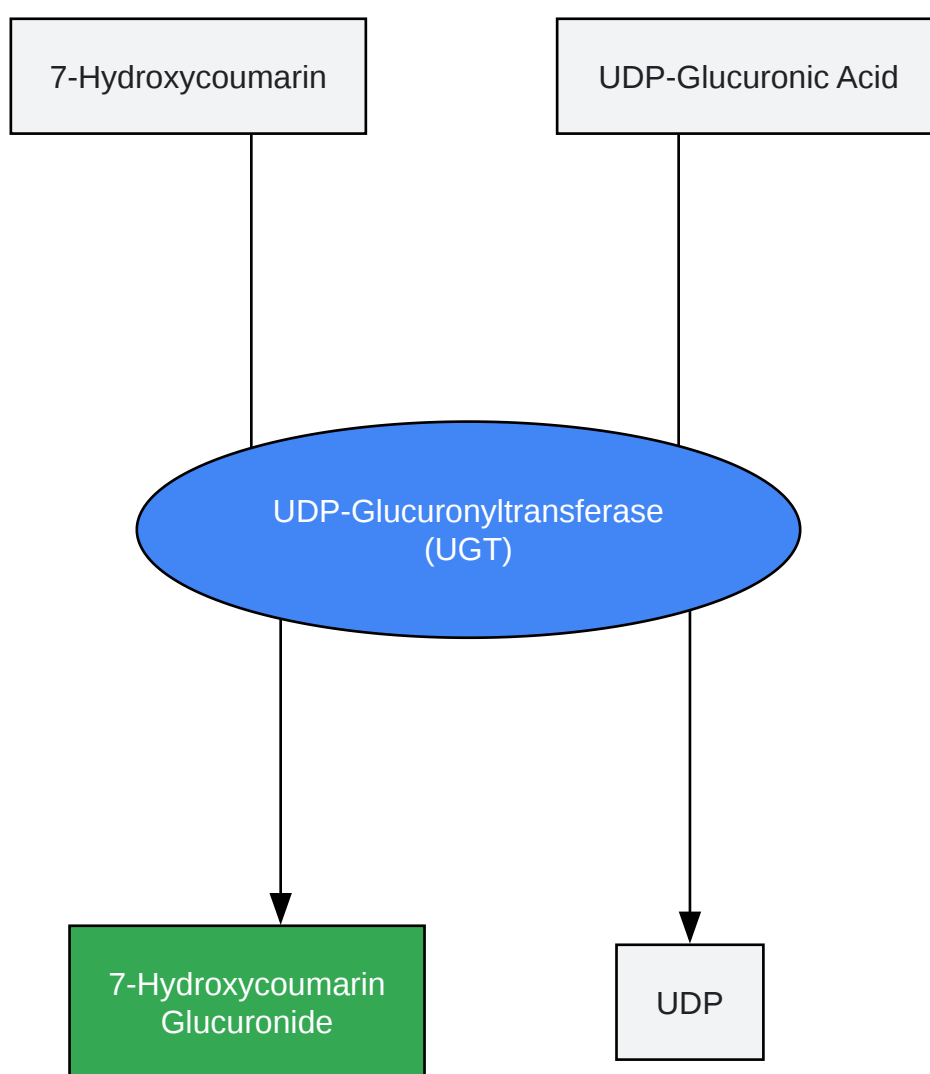 7-Hydroxycoumarin
UDP-Glucuronic Acid
UDP-Glucuronyltransferase
(UGT)
7-Hydroxycoumarin
Glucuronide
UDP